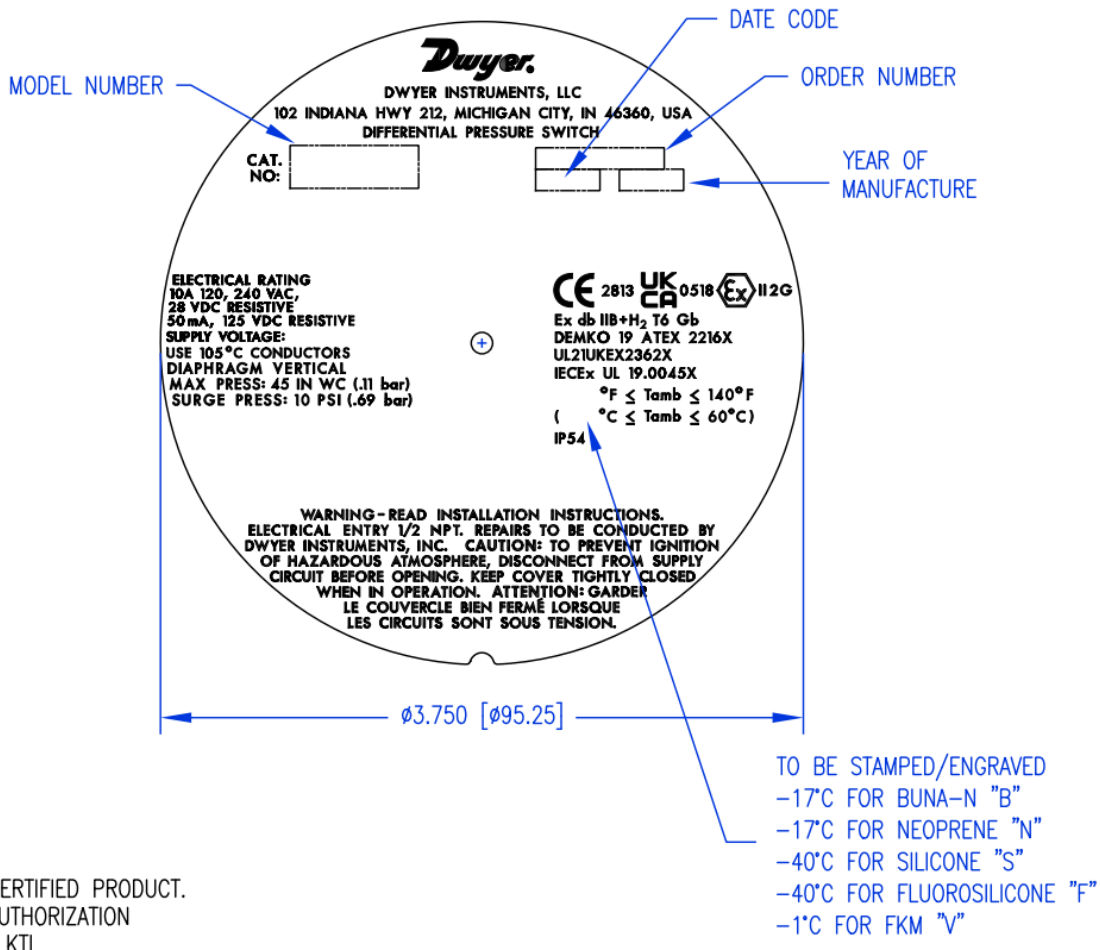 DATE CODE
Dwyer.
MODEL NUMBER
ORDER NUMBER
DWYER INSTRUMENTS, LLC
102 INDIANA HWY 212, MICHIGAN CITY, IN 46360, USA
DIFFERENTIAL PRESSURE SWITCH
CAT.
NO:
YEAR OF
MANUFACTURE
ELECTRICAL RATING
10A 120, 240 VAC,
28 VDC RESISTIVE
50mA, 125 VDC RESISTIVE
SUPPLY VOLTAGE:
USE 105°C CONDUCTORS
DIAPHRAGM VERTICAL
MAX PRESS: 45 IN WC (.11 bar)
SURGE PRESS: 10 PSI (.69 bar)
CE 2813 UKCA 0518 Ex II2G
Ex db IIB+H₂ T6 Gb
DEMKO 19 ATEX 2216X
UL21UKEX2362X
IECEx UL 19.0045X
°F ≤ Tamb ≤ 140°F
( °C ≤ Tamb ≤ 60°C)
IP54
WARNING-READ INSTALLATION INSTRUCTIONS.
ELECTRICAL ENTRY 1/2 NPT. REPAIRS TO BE CONDUCTED BY
DWYER INSTRUMENTS, INC. CAUTION: TO PREVENT IGNITION
OF HAZARDOUS ATMOSPHERE, DISCONNECT FROM SUPPLY
CIRCUIT BEFORE OPENING. KEEP COVER TIGHTLY CLOSED
WHEN IN OPERATION. ATTENTION: GARDER
LE COUVERCLE BIEN FERMÉ LORSQUE
LES CIRCUITS SONT SOUS TENSION.
ø3.750 [ø95.25]
TO BE STAMPED/ENGRAVED
-17°C FOR BUNA-N "B"
-17°C FOR NEOPRENE "N"
-40°C FOR SILICONE "S"
-40°C FOR FLUOROSILICONE "F"
-1°C FOR FKM "V"
ERTIFIED PRODUCT.
UTHORIZATION
KTI